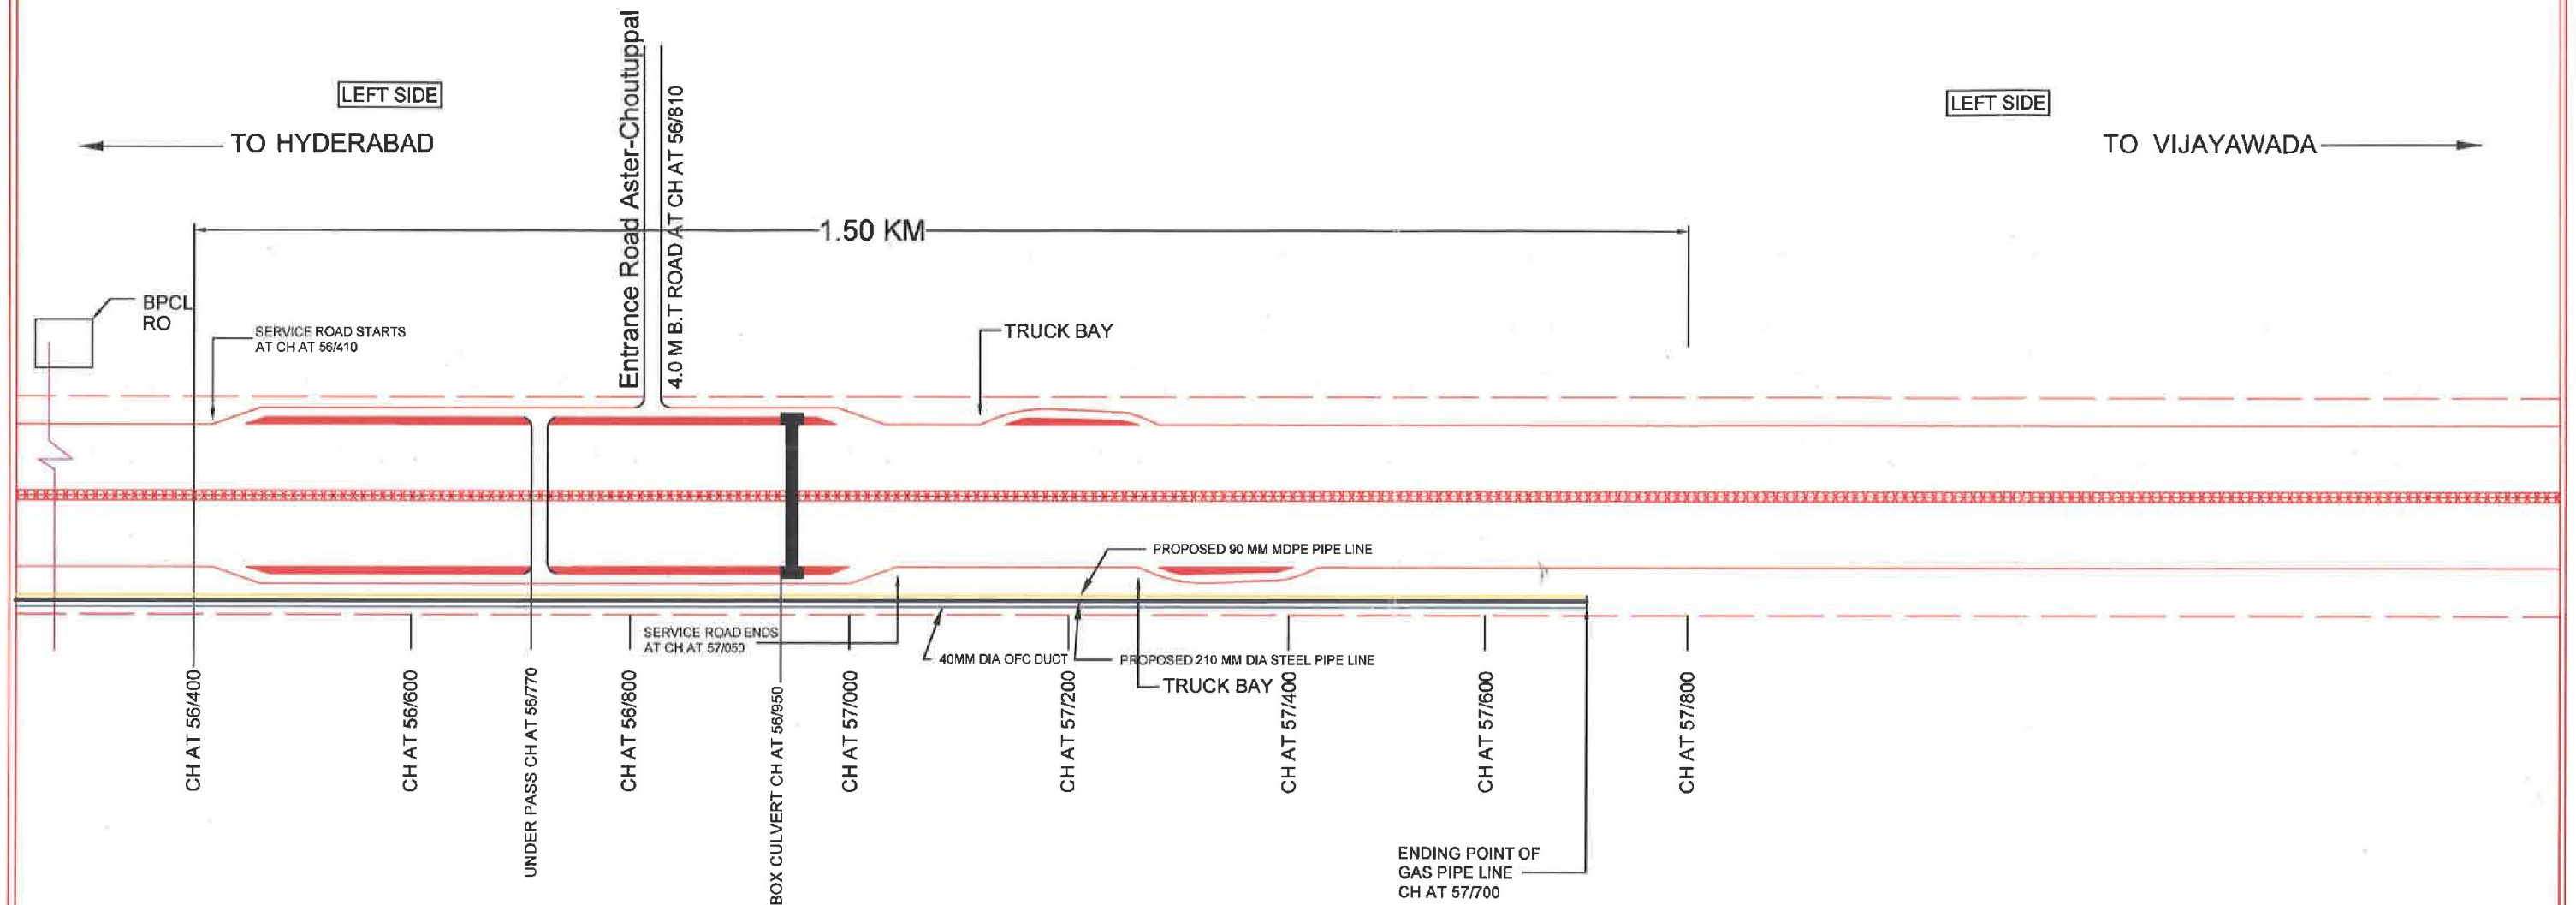 LEFT SIDE
TO HYDERABAD
Entrance Road Aster-Choutuppal
4.0 M B.T ROAD AT CH AT 56/810
LEFT SIDE
TO VIJAYAWADA
1.50 KM
BPCL
RO
SERVICE ROAD STARTS
AT CH AT 56/410
TRUCK BAY
PROPOSED 90 MM MDPE PIPE LINE
SERVICE ROAD ENDS
AT CH AT 57/050
40MM DIA OFC DUCT
PROPOSED 210 MM DIA STEEL PIPE LINE
TRUCK BAY
CH AT 56/400
CH AT 56/600
UNDER PASS CH AT 56/770
CH AT 56/800
BOX CULVERT CH AT 56/950
CH AT 57/000
CH AT 57/200
CH AT 57/400
CH AT 57/600
CH AT 57/800
ENDING POINT OF
GAS PIPE LINE
CH AT 57/700